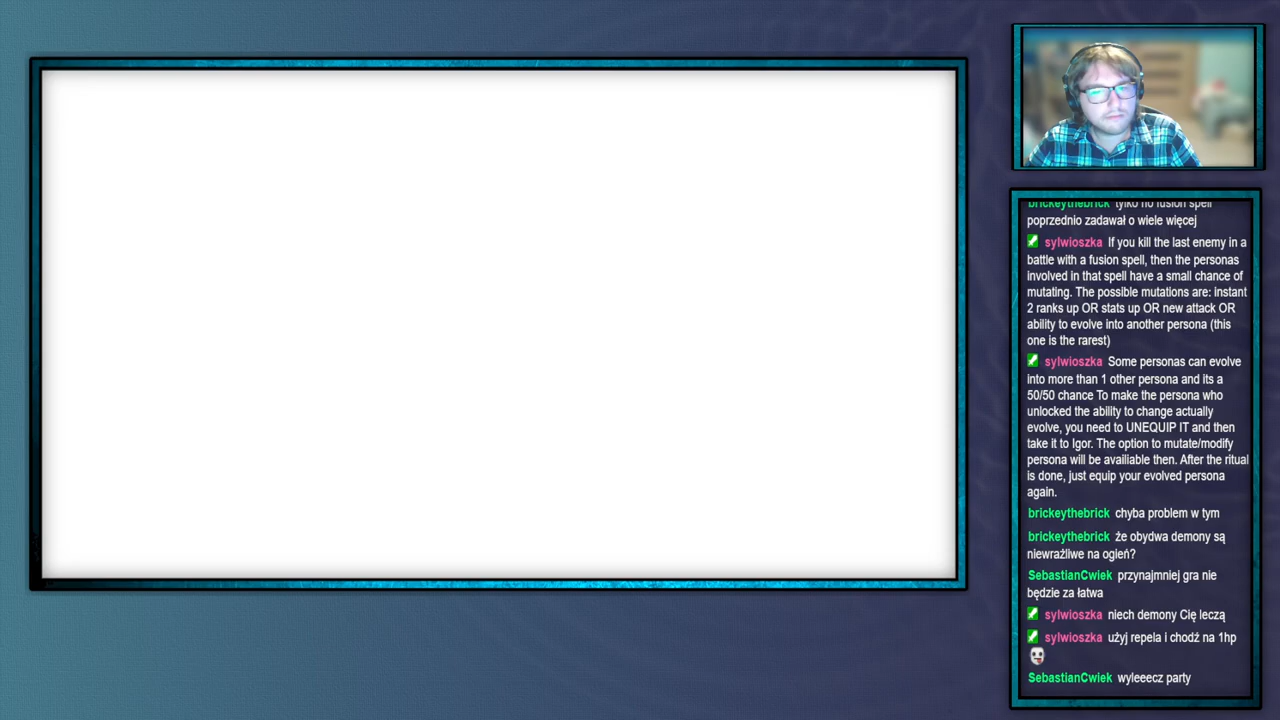 brickeythebrick tylko no fusion spell
poprzednio zadawał o wiele więcej
sylwioszka If you kill the last enemy in a
battle with a fusion spell, then the personas
involved in that spell have a small chance of
mutating. The possible mutations are: instant
2 ranks up OR stats up OR new attack OR
ability to evolve into another persona (this
one is the rarest)
sylwioszka Some personas can evolve
into more than 1 other persona and its a
50/50 chance To make the persona who
unlocked the ability to change actually
evolve, you need to UNEQUIP IT and then
take it to Igor. The option to mutate/modify
persona will be availiable then. After the ritual
is done, just equip your evolved persona
again.
brickeythebrick chyba problem w tym
brickeythebrick że obydwa demony są
niewrażliwe na ogień?
SebastianCwiek przynajmniej gra nie
będzie za łatwa
sylwioszka niech demony Cię leczą
sylwioszka użyj repela i chodź na 1hp
SebastianCwiek wyleeecz party